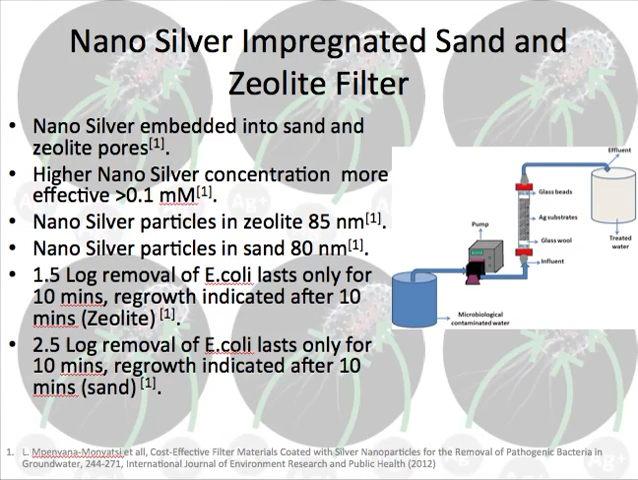 Nano Silver Impregnated Sand and
Zeolite Filter
• Nano Silver embedded into sand and
zeolite pores[1].
• Higher Nano Silver concentration more
effective >0.1 mM[1].
• Nano Silver particles in zeolite 85 nm[1].
• Nano Silver particles in sand 80 nm[1].
• 1.5 Log removal of E.coli lasts only for
10 mins, regrowth indicated after 10
mins (Zeolite) [1].
• 2.5 Log removal of E.coli lasts only for
10 mins, regrowth indicated after 10
mins (sand) [1].
Effluent
Glass beads
Ag substrates
Pump
Glass wool
Treated
water
Influent
Microbiological
contaminated water
1. L. Mpenyana-Monyatsi et all, Cost-Effective Filter Materials Coated with Silver Nanoparticles for the Removal of Pathogenic Bacteria in
Groundwater, 244-271, International Journal of Environment Research and Public Health (2012)
Ag+